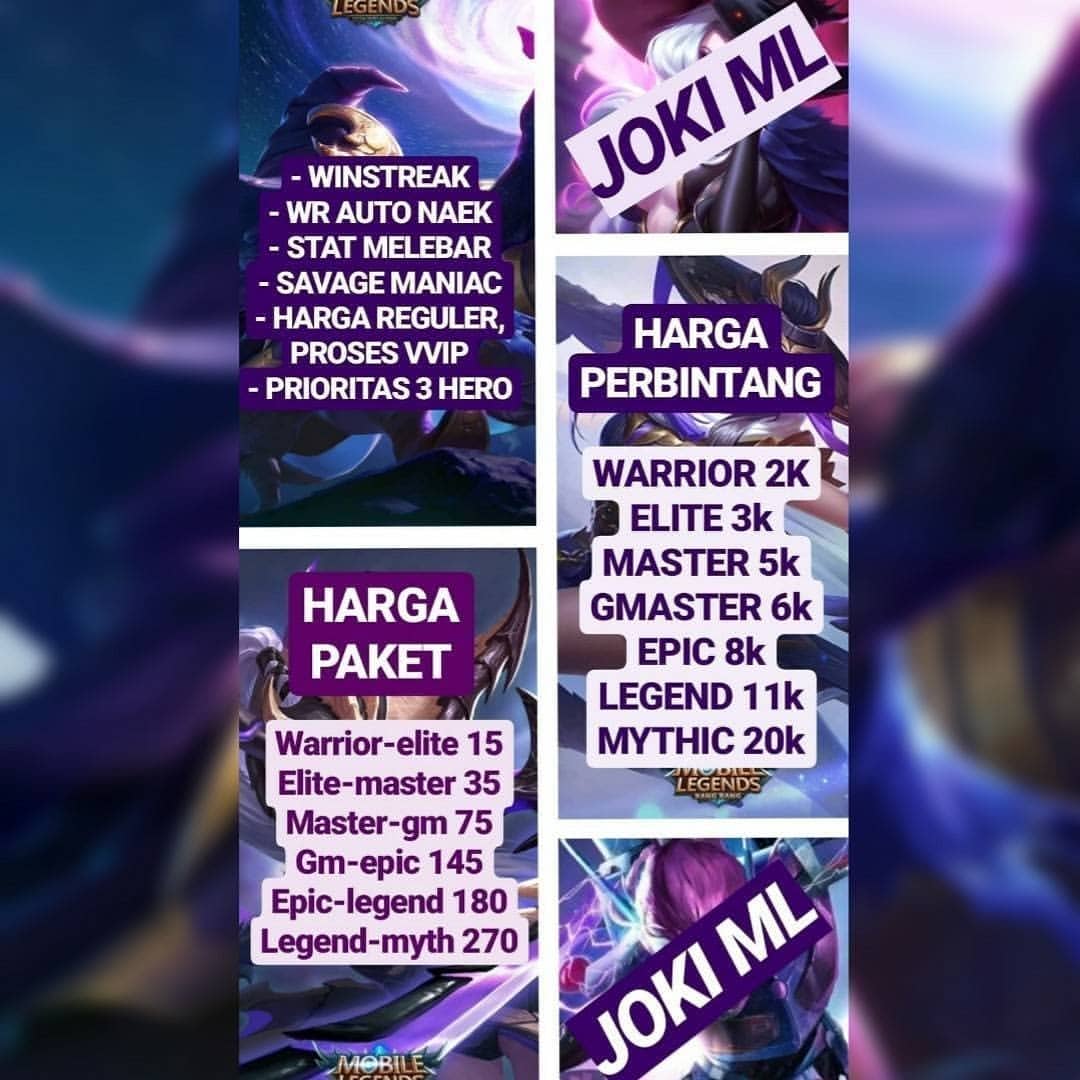 LEGENDS
- WINSTREAK
- WR AUTO NAEK
- STAT MELEBAR
- SAVAGE MANIAC
- HARGA REGULER,
PROSES VVIP
- PRIORITAS 3 HERO
HARGA
PAKET
Warrior-elite 15
Elite-master 35
Master-gm 75
Gm-epic 145
Epic-legend 180
Legend-myth 270
MOBILE
LEGENDS
JOKI ML
HARGA
PERBINTANG
WARRIOR 2K
ELITE 3k
MASTER 5k
GMASTER 6k
EPIC 8k
LEGEND 11k
MYTHIC 20k
MOBILE
LEGENDS
BANG BANG
JOKI ML